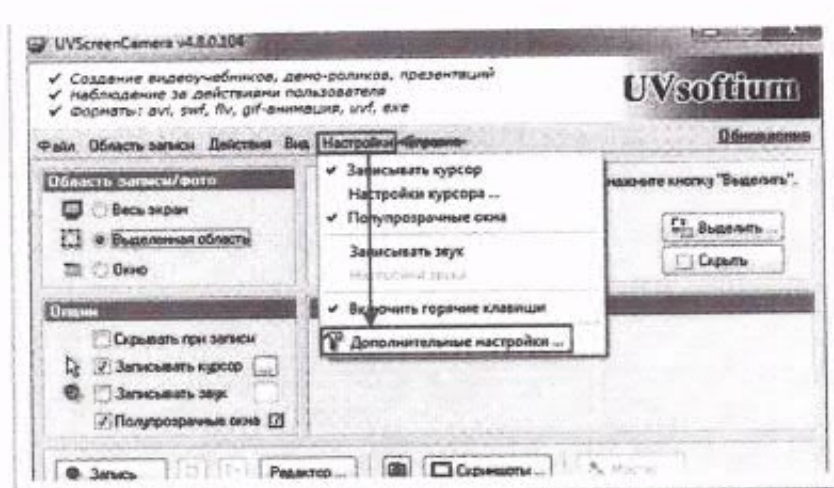 UVScreenCamera v4.8.0.104
✓ Создание видеоучебников, демо-роликов, презентаций
✓ Наблюдение за действиями пользователя
✓ Форматы: avi, swf, flv, gif-анимация, uvf, exe
UVsoftium
Обновление
Файл Область записи Действия Вид Настройки Справка
Область записи/фото
Весь экран
Выделенная область
Окно
✓ Записывать курсор
Настройки курсора ...
✓ Полупрозрачные окна
Записывать звук
Настройки звука
✓ Включить горячие клавиши
Дополнительные настройки ...
нажмите кнопку "Выделить".
Выделить ...
Скрыть
Опции
Скрывать при записи
Записывать курсор ...
Записывать звук
Полупрозрачные окна [?]
Запись
Редактор ...
Скриншоты ...